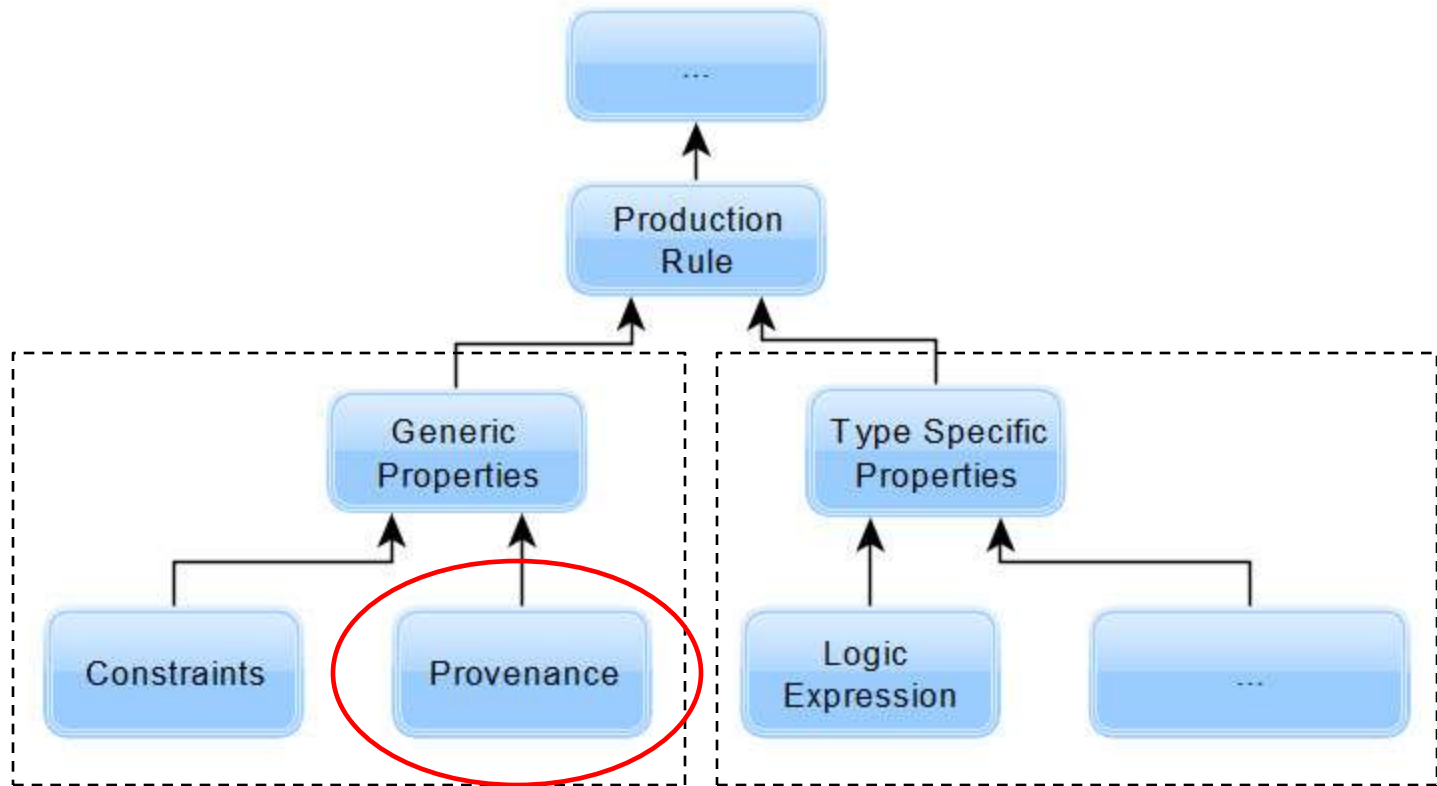 ...
Production
Rule
Generic
Properties
Type Specific
Properties
Constraints
Provenance
Logic
Expression
...